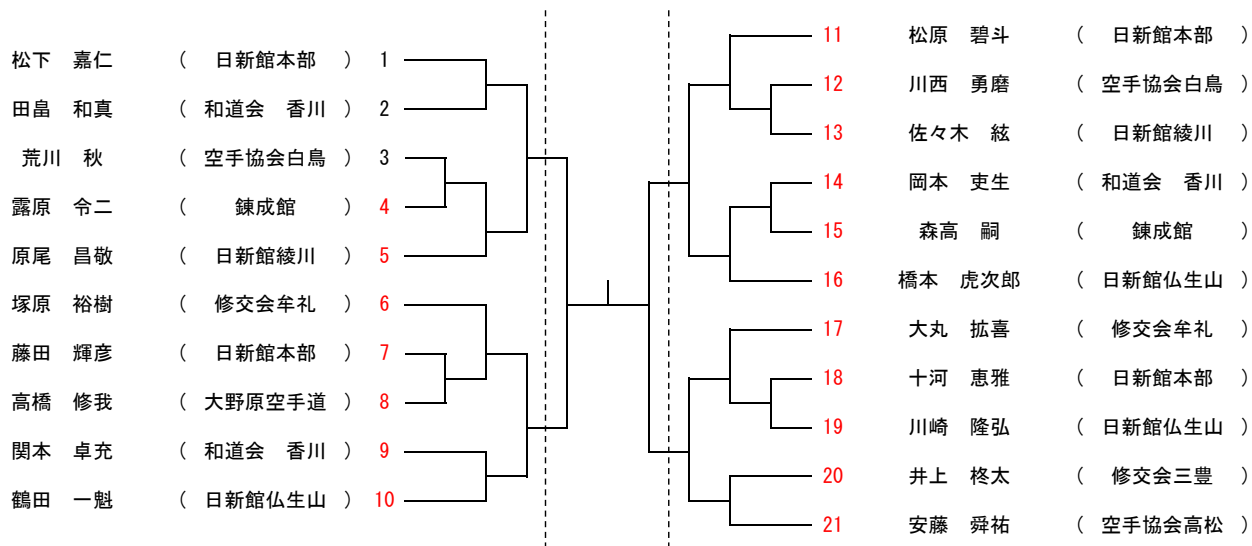 松下　嘉仁 （ 日新館本部 ） 1
田畠　和真 （ 和道会　香川 ） 2
荒川　秋 （ 空手協会白鳥 ） 3
露原　令二 （ 錬成館 ） 4
原尾　昌敬 （ 日新館綾川 ） 5
塚原　裕樹 （ 修交会牟礼 ） 6
藤田　輝彦 （ 日新館本部 ） 7
高橋　修我 （ 大野原空手道 ） 8
関本　卓充 （ 和道会　香川 ） 9
鶴田　一魁 （ 日新館仏生山 ） 10
11 松原　碧斗 （ 日新館本部 ）
12 川西　勇磨 （ 空手協会白鳥 ）
13 佐々木　絃 （ 日新館綾川 ）
14 岡本　吏生 （ 和道会　香川 ）
15 森高　嗣 （ 錬成館 ）
16 橋本　虎次郎 （ 日新館仏生山 ）
17 大丸　拡喜 （ 修交会牟礼 ）
18 十河　恵雅 （ 日新館本部 ）
19 川崎　隆弘 （ 日新館仏生山 ）
20 井上　柊太 （ 修交会三豊 ）
21 安藤　舜祐 （ 空手協会高松 ）